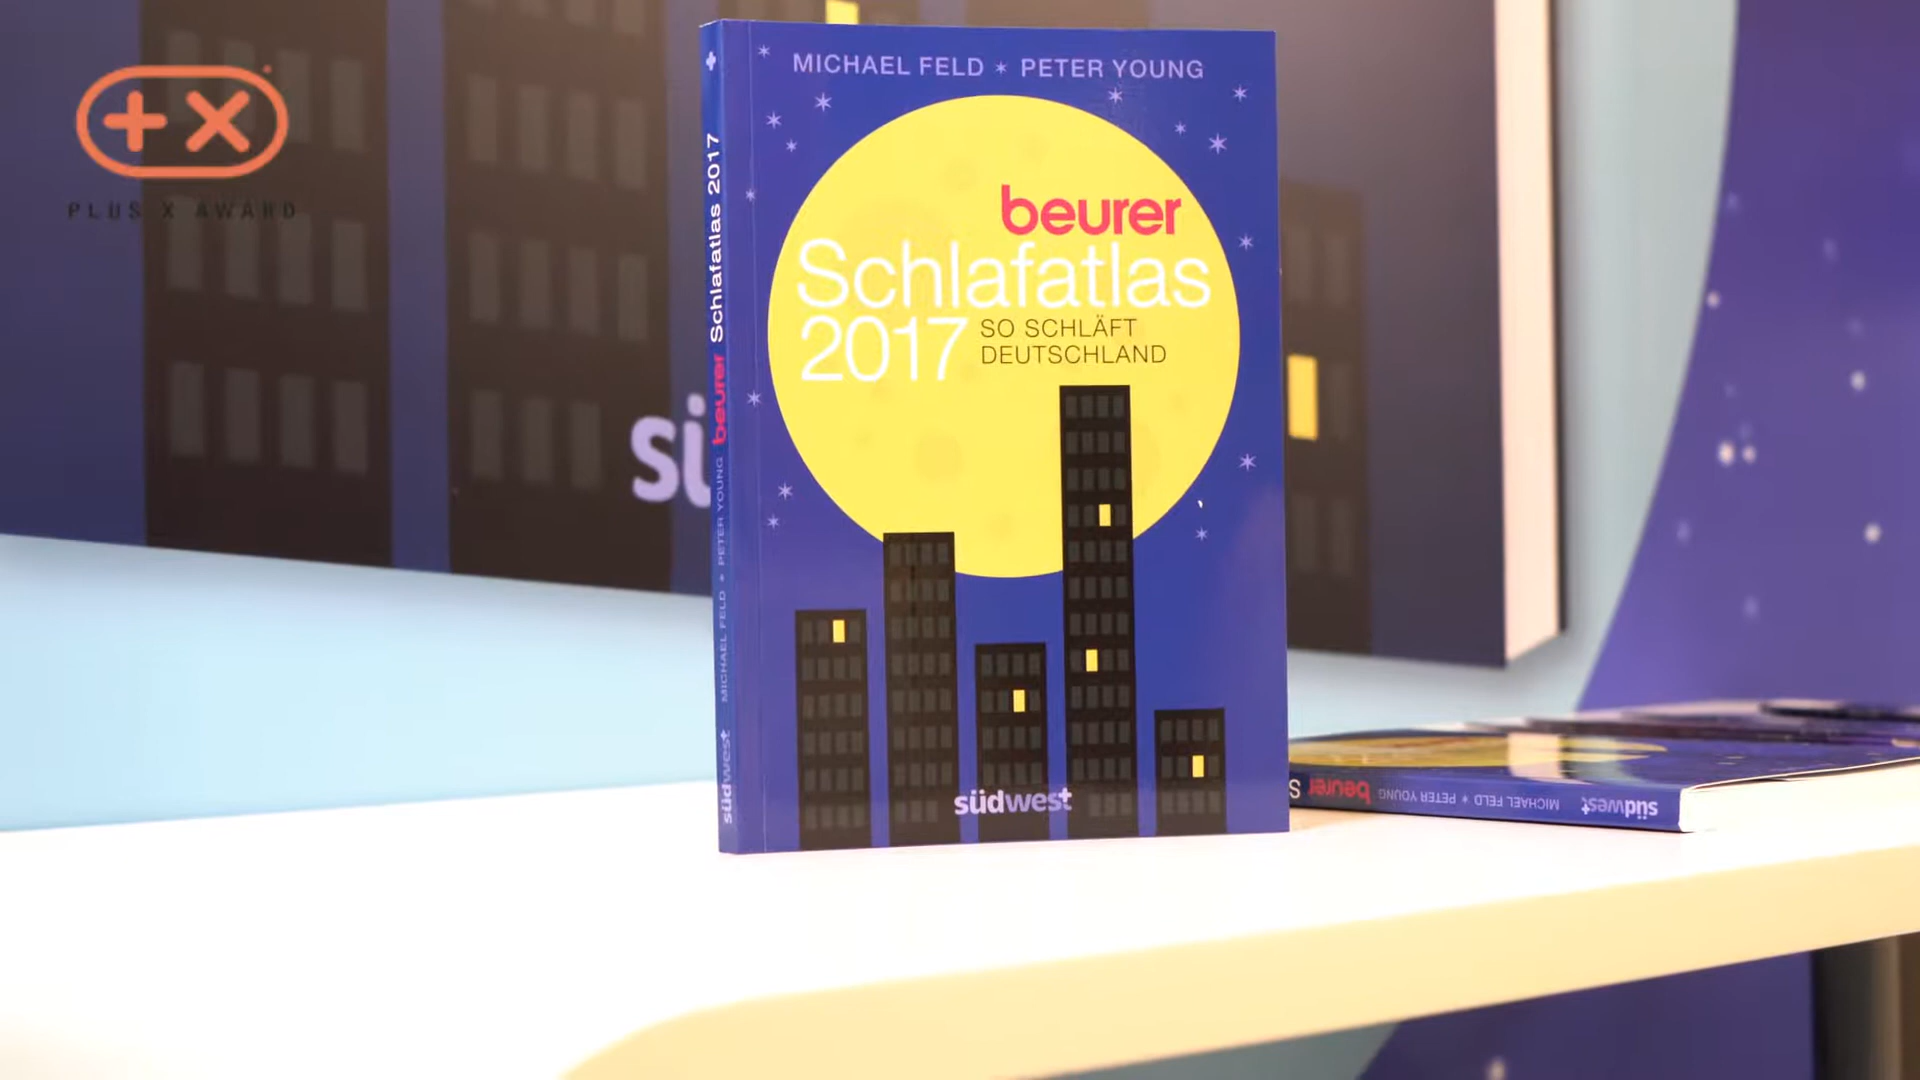 PLUS X AWARD
MICHAEL FELD * PETER YOUNG
beurer
Schlafatlas
2017 SO SCHLÄFT
DEUTSCHLAND
südwest
südwest MICHAEL FELD * PETER YOUNG beurer Schlafatlas 2017
sü
südwest MICHAEL FELD * PETER YOUNG beurer S